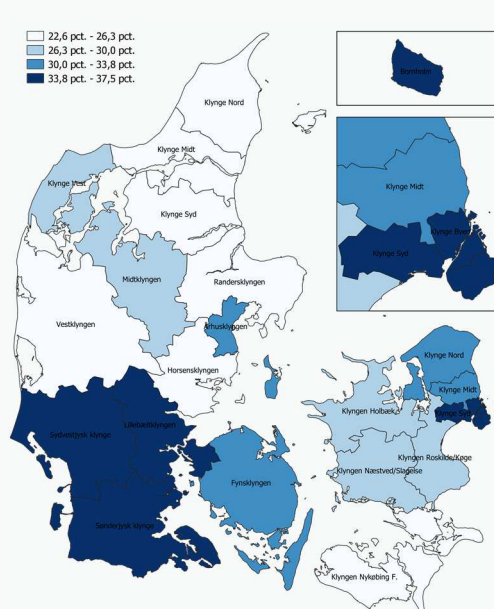 22,6 pct. - 26,3 pct.
26,3 pct. - 30,0 pct.
30,0 pct. - 33,8 pct.
33,8 pct. - 37,5 pct.
Bornholm
Klynge Nord
Klynge Midt
Klynge Vest
Klynge Syd
Midtklyngen
Randersklyngen
Vestklyngen
Århusklyngen
Horsensklyngen
Sydvestjysk klynge
Lillebæltklyngen
Sønderjysk klynge
Fynsklyngen
Klynge Midt
Klynge Byen
Klynge Syd
Klynge Nord
Klynge Midt
Klynge Syd
Klyngen Holbæk
Klyngen Roskilde/Køge
Klyngen Næstved/Slagelse
Klyngen Nykøbing F.